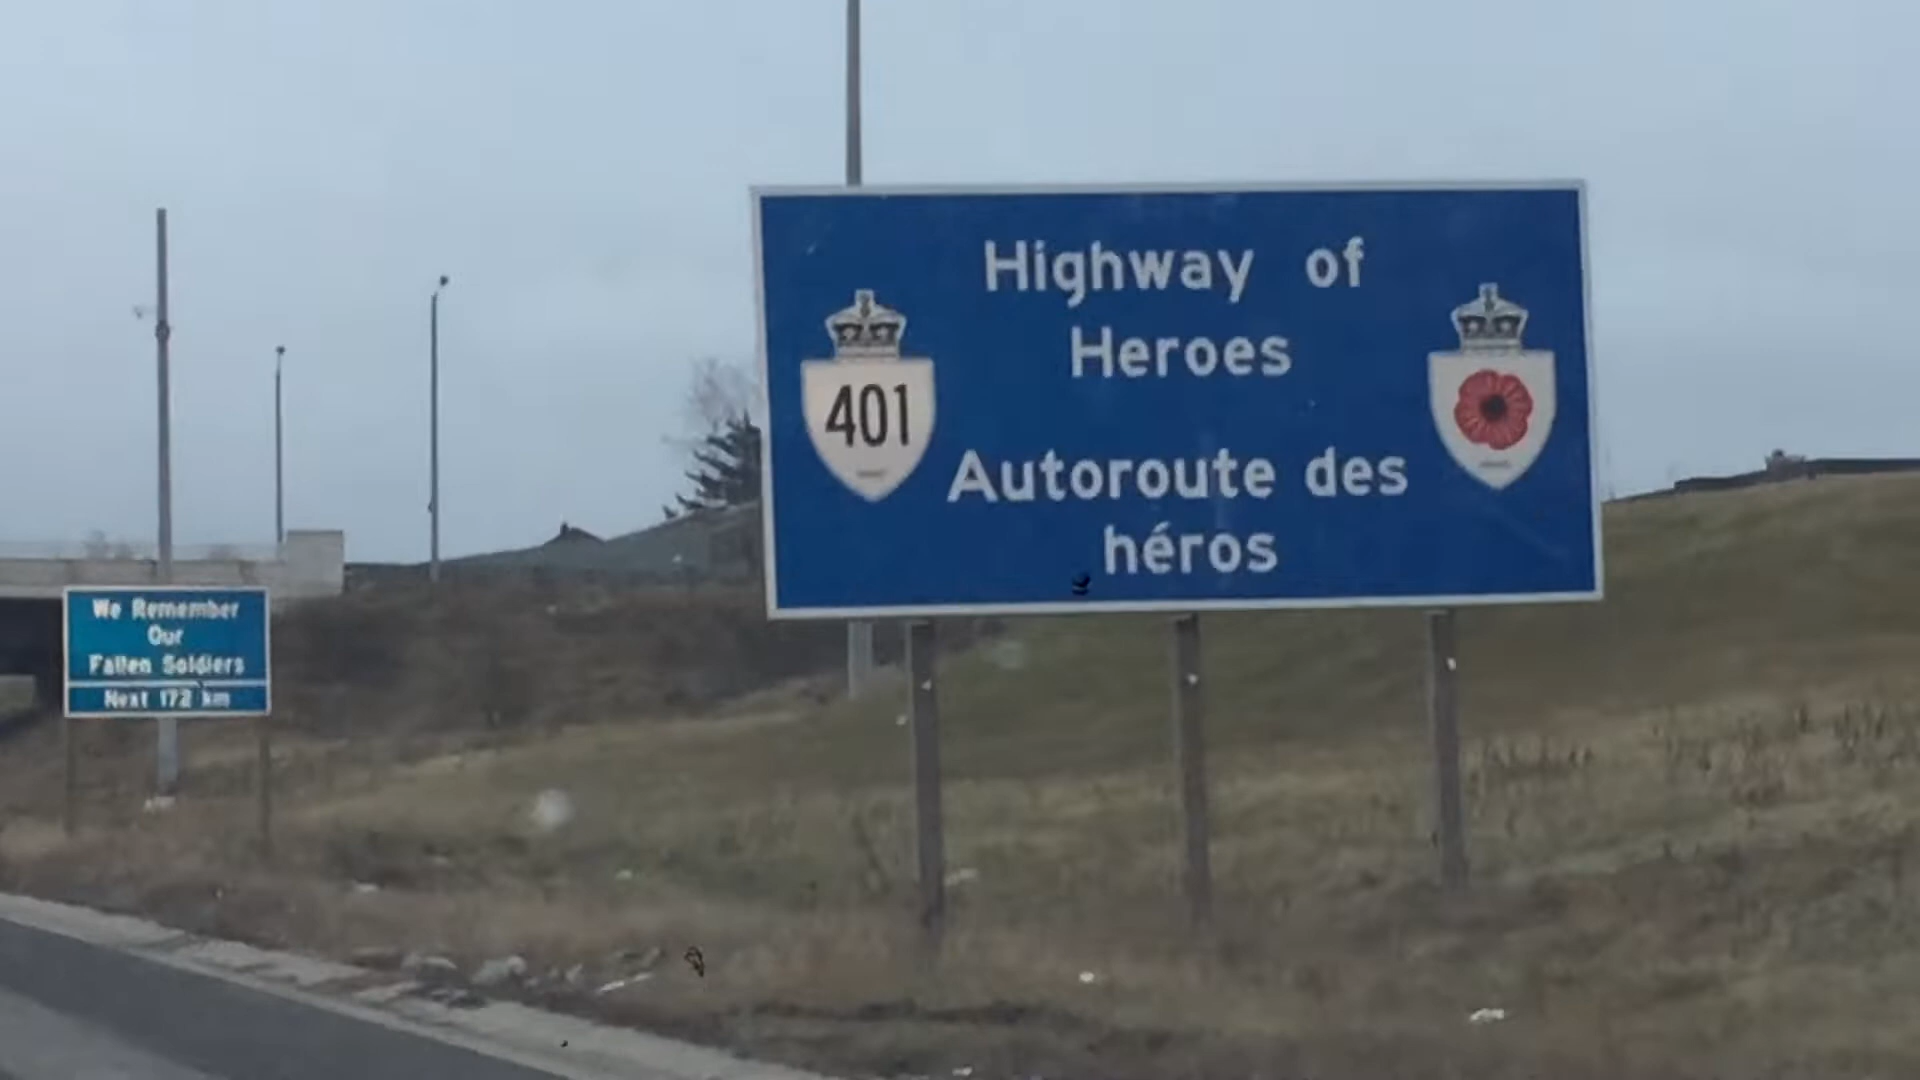 Highway of
Heroes
401
Autoroute des
héros
We Remember
Our
Fallen Soldiers
Next 172 km